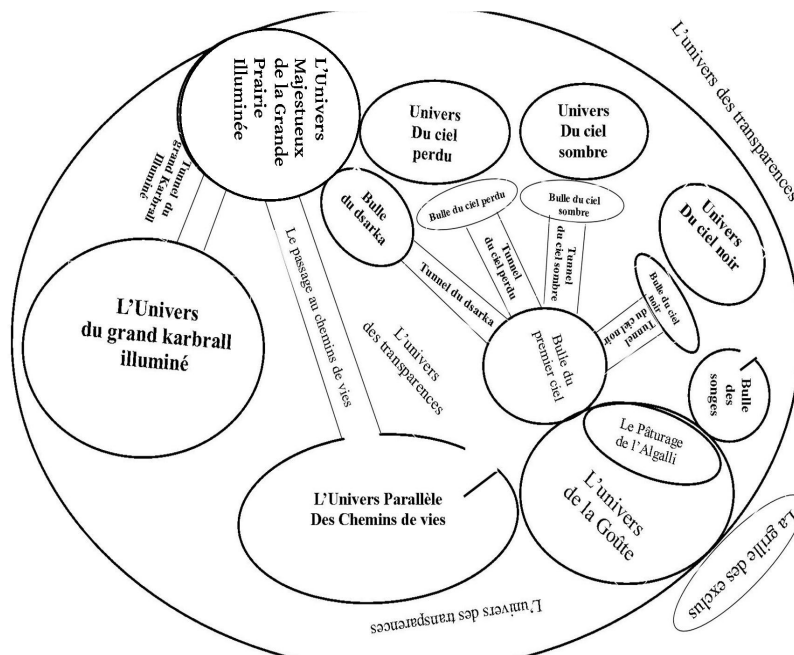 L'Univers
Majestueux
de la Grande
Prairie
Illuminée
Univers
Du ciel
perdu
Univers
Du ciel
sombre
L'univers des transparences
Tunnel du
grand Karbrall
Illuminé
Bulle
du dsarka
Bulle du ciel perdu
Bulle du ciel
sombre
Univers
Du ciel noir
Tunnel
du ciel perdu
Tunnel
du ciel sombre
Bulle du ciel
noir
Tunnel
du ciel noir
Tunnel du dsarka
Le passage au chemins de vies
L'Univers
du grand karbrall
illuminé
L'univers
des transparences
Bulle du
premier ciel
Bulle
des
songes
Le Pâturage
de l'Algalli
L'univers
de la Goûte
L'Univers Parallèle
Des Chemins de vies
La grille des exclus
L'univers des transparences